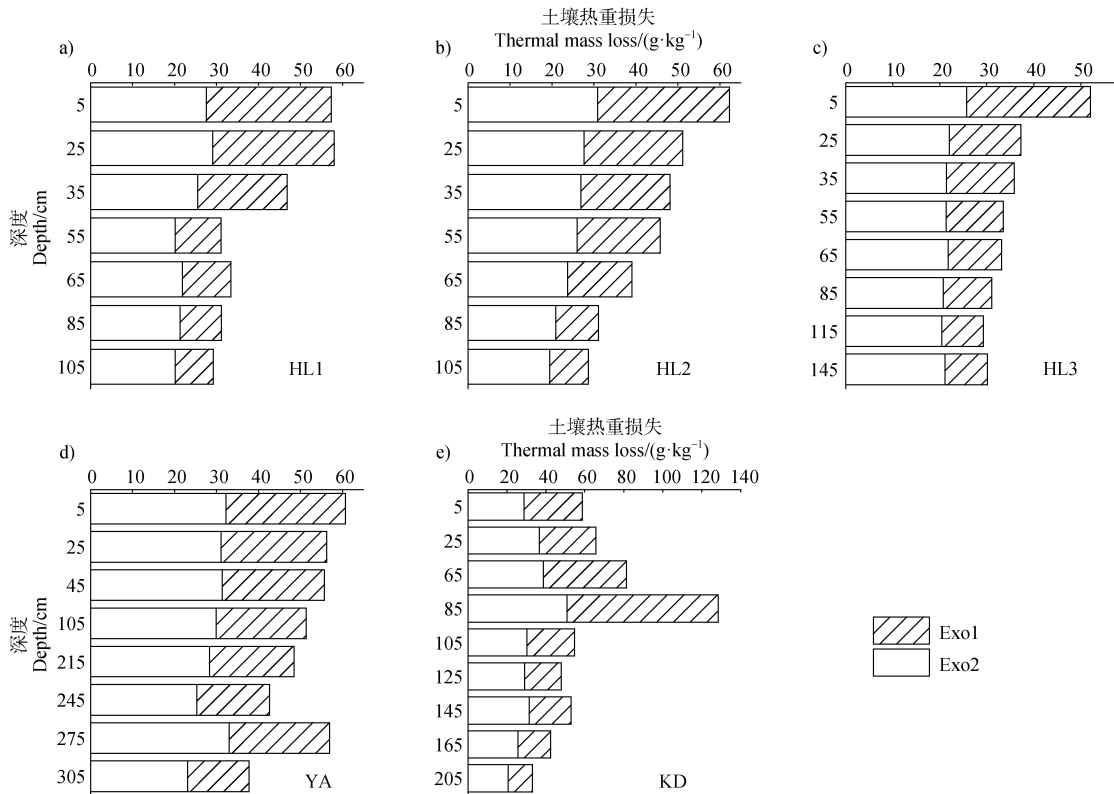 土壤热重损失
Thermal mass loss/(g·kg⁻¹)
a)
0 10 20 30 40 50 60
b)
0 10 20 30 40 50 60
c)
0 10 20 30 40 50
深度
Depth/cm
5
25
35
55
65
85
105
HL1
5
25
35
55
65
85
105
HL2
5
25
35
55
65
85
115
145
HL3
土壤热重损失
Thermal mass loss/(g·kg⁻¹)
d)
0 10 20 30 40 50 60
e)
0 20 40 60 80 100 120 140
深度
Depth/cm
5
25
45
105
215
245
275
305
YA
5
25
65
85
105
125
145
165
205
KD
Exo1
Exo2